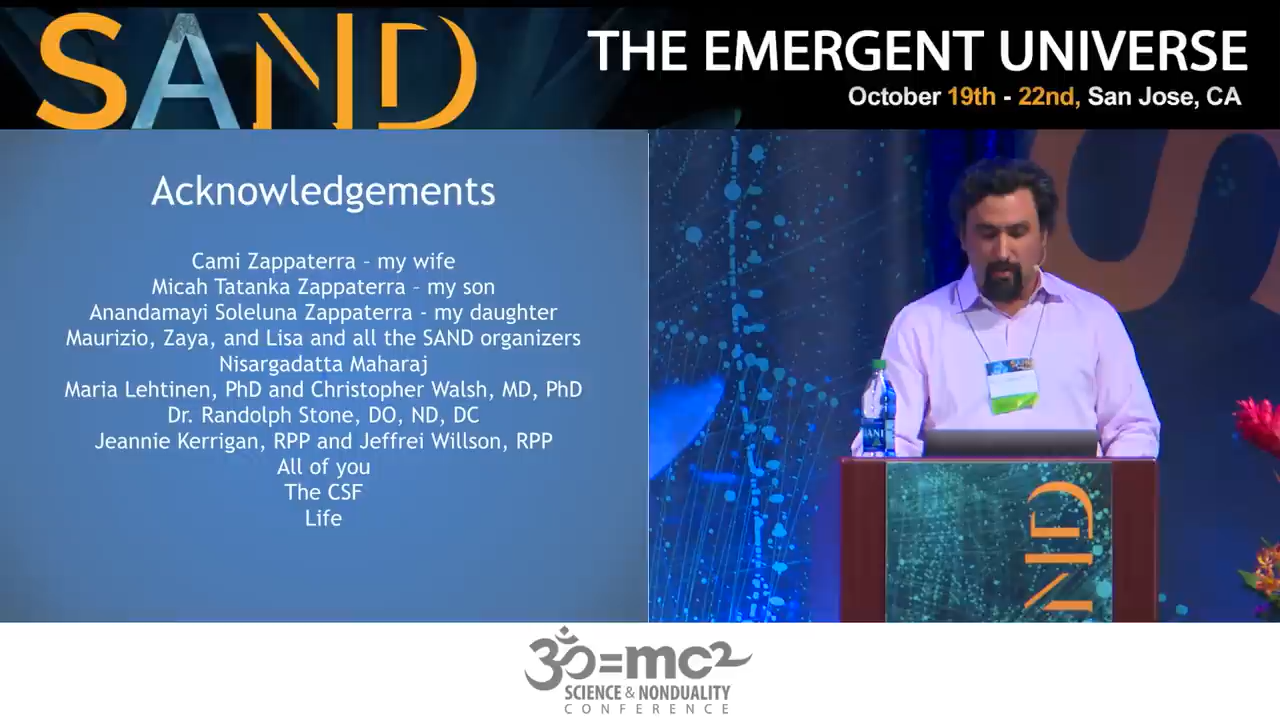 SAND
THE EMERGENT UNIVERSE
October 19th - 22nd, San Jose, CA
Acknowledgements
Cami Zappaterra - my wife
Micah Tatanka Zappaterra - my son
Anandamayi Soleluna Zappaterra - my daughter
Maurizio, Zaya, and Lisa and all the SAND organizers
Nisargadatta Maharaj
Maria Lehtinen, PhD and Christopher Walsh, MD, PhD
Dr. Randolph Stone, DO, ND, DC
Jeannie Kerrigan, RPP and Jeffrei Willson, RPP
All of you
The CSF
Life
ND
ॐ=mc2
SCIENCE & NONDUALITY
CONFERENCE